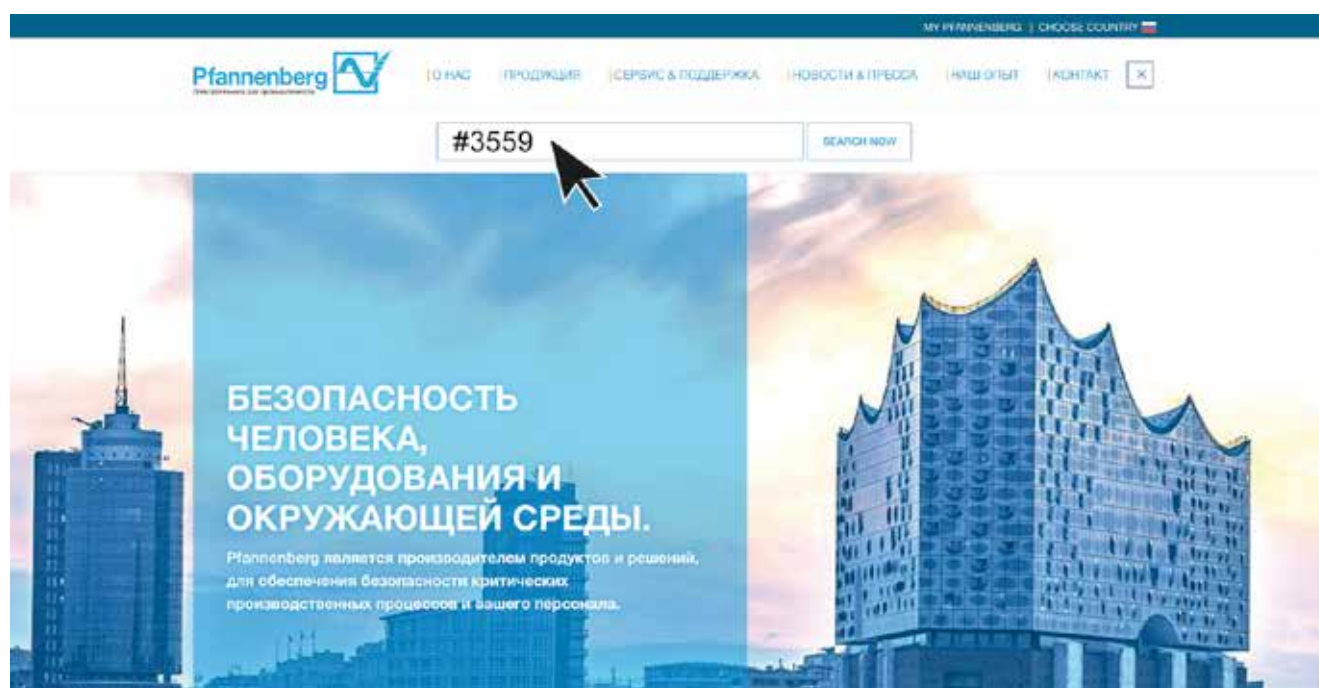 MY PFANNENBERG | CHOOSE COUNTRY
Pfannenberg
| О НАС | ПРОДУКЦИЯ | СЕРВИС & ПОДДЕРЖКА | НОВОСТИ & ПРЕССА | НАШ ОПЫТ | КОНТАКТ
#3559 SEARCH NOW
БЕЗОПАСНОСТЬ
ЧЕЛОВЕКА,
ОБОРУДОВАНИЯ И
ОКРУЖАЮЩЕЙ СРЕДЫ.
Pfannenberg является производителем продуктов и решений,
для обеспечения безопасности критических
производственных процессов и вашего персонала.